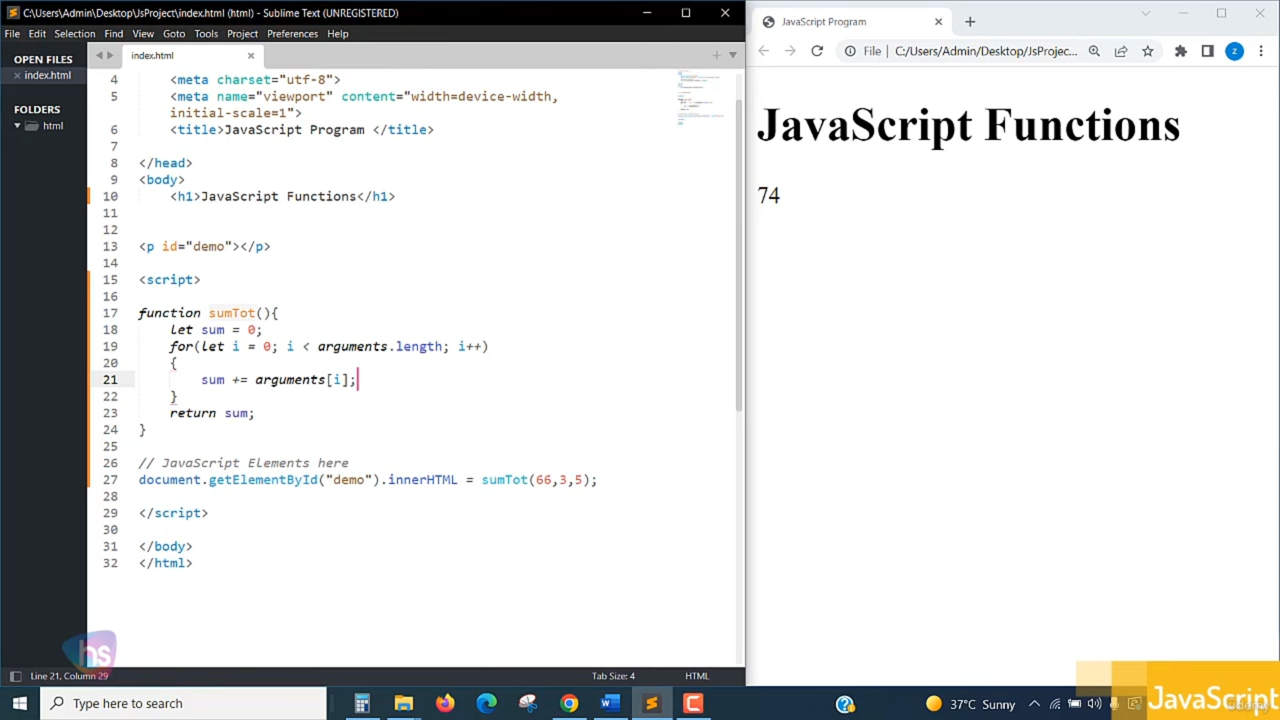 C:\Users\Admin\Desktop\JsProject\index.html (html) - Sublime Text (UNREGISTERED)
File Edit Selection Find View Goto Tools Project Preferences Help
OPEN FILES
index.html
FOLDERS
html
index.html
4 <meta charset="utf-8">
5 <meta name="viewport" content="width=device-width,
initial-scale=1">
6 <title>JavaScript Program </title>
7
8 </head>
9 <body>
10 <h1>JavaScript Functions</h1>
11
12
13 <p id="demo"></p>
14
15 <script>
16
17 function sumTot(){
18 let sum = 0;
19 for(let i = 0; i < arguments.length; i++)
20 {
21 sum += arguments[i];
22 }
23 return sum;
24 }
25
26 // JavaScript Elements here
27 document.getElementById("demo").innerHTML = sumTot(66,3,5);
28
29 </script>
30
31 </body>
32 </html>
hs
Line 21, Column 29
Tab Size: 4
HTML
JavaScript Program
File C:/Users/Admin/Desktop/JsProjec...
z
JavaScript Functions
74
Type here to search
37°C Sunny
JavaScript